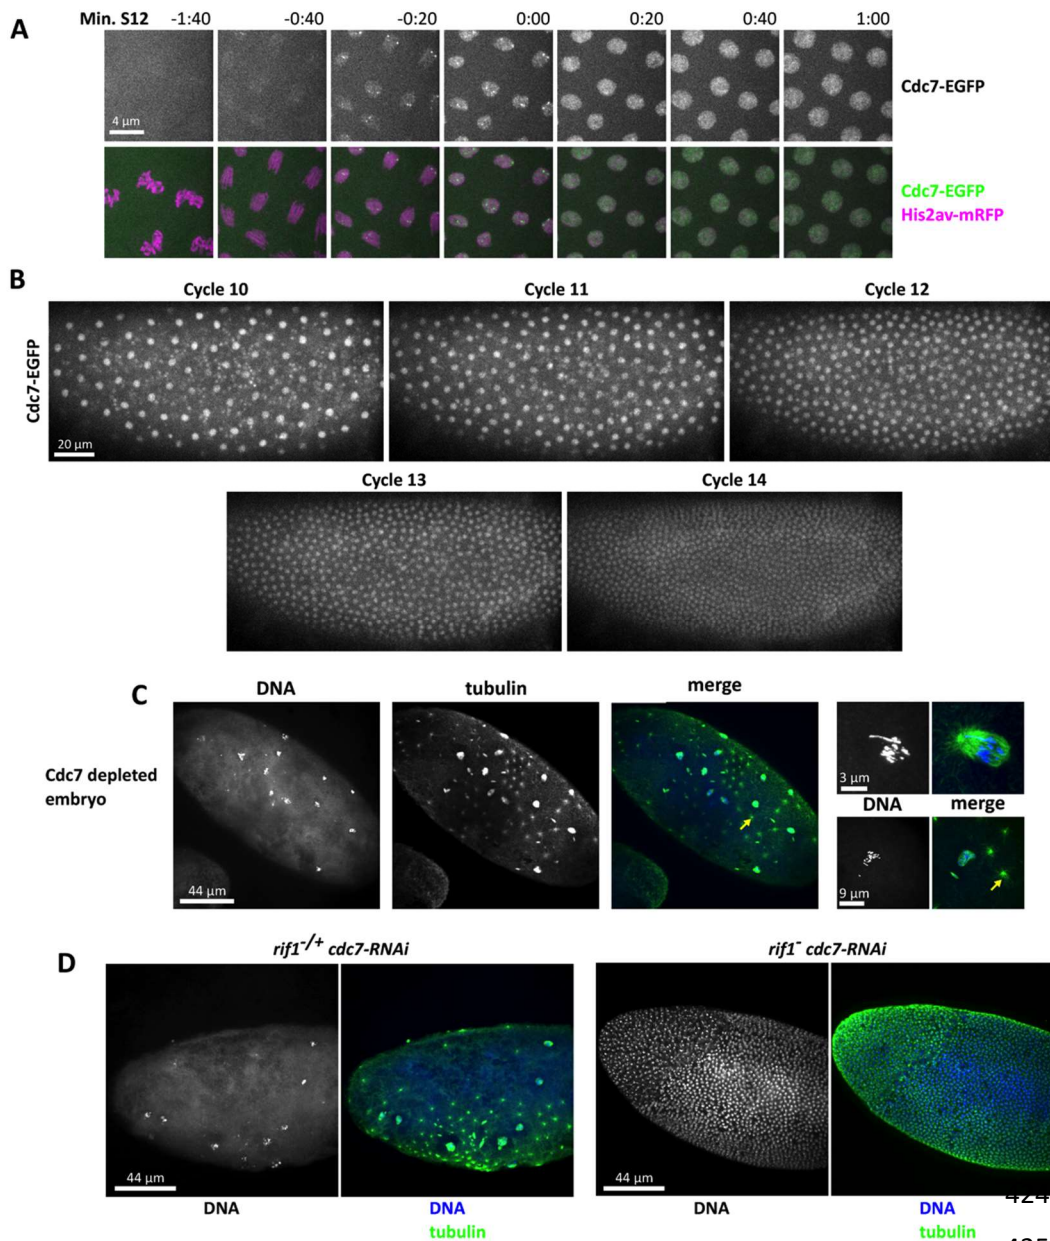 A
Min. S12 -1:40 -0:40 -0:20 0:00 0:20 0:40 1:00
Cdc7-EGFP
4 µm
Cdc7-EGFP
His2av-mRFP
B
Cycle 10 Cycle 11 Cycle 12
Cdc7-EGFP
20 µm
Cycle 13 Cycle 14
C
DNA tubulin merge
Cdc7 depleted
embryo
44 µm
3 µm
DNA merge
9 µm
D
rif1-/+ cdc7-RNAi rif1- cdc7-RNAi
44 µm 44 µm
DNA DNA DNA DNA
tubulin tubulin
424